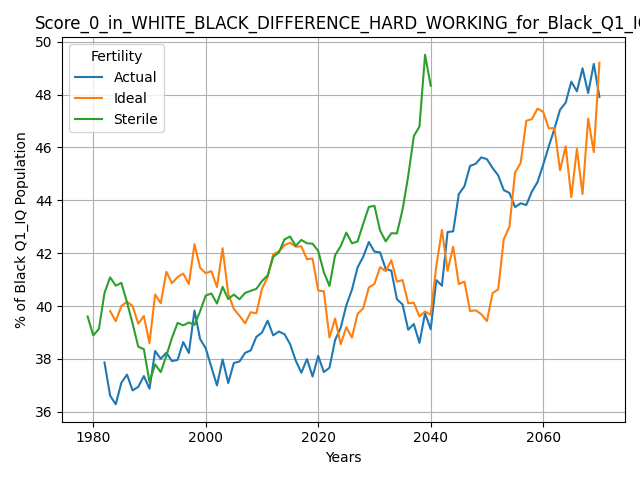 Score_0_in_WHITE_BLACK_DIFFERENCE_HARD_WORKING_for_Black_Q1_IQ
50
48
46
44
42
40
38
36
% of Black Q1_IQ Population
Fertility
Actual
Ideal
Sterile
1980
2000
2020
2040
2060
Years